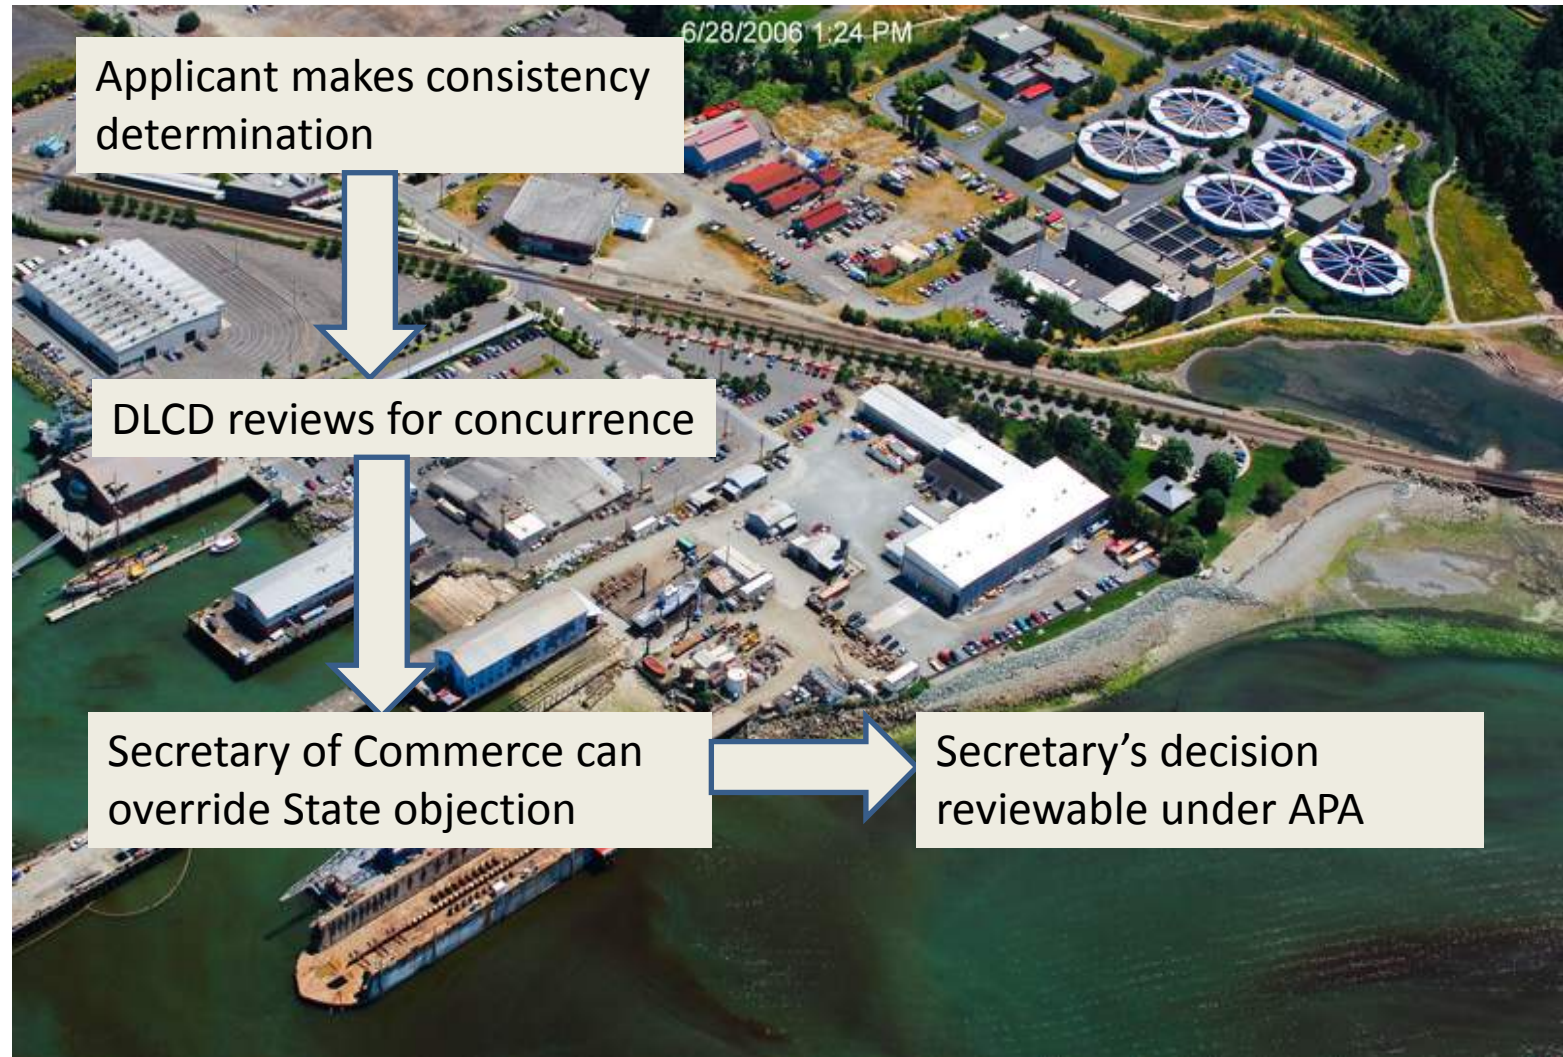 6/28/2006 1:24 PM
Applicant makes consistency
determination
DLCD reviews for concurrence
Secretary of Commerce can
override State objection
Secretary’s decision
reviewable under APA